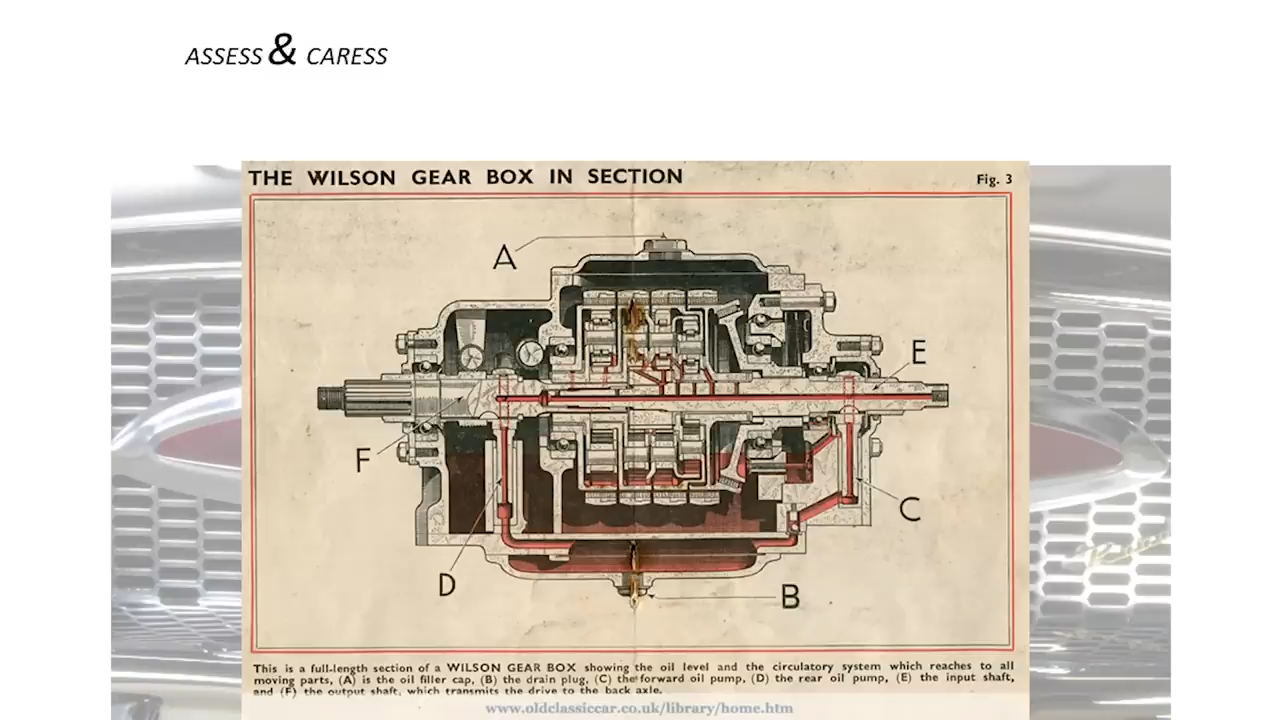 ASSESS & CARESS
THE WILSON GEAR BOX IN SECTION
Fig. 3
A
E
F
C
D
B
This is a full-length section of a WILSON GEAR BOX showing the oil level and the circulatory system which reaches to all
moving parts, (A) is the oil filler cap, (B) the drain plug, (C) the forward oil pump, (D) the rear oil pump, (E) the input shaft,
and (F) the output shaft, which transmits the drive to the back axle.
www.oldclassiccar.co.uk/library/home.htm